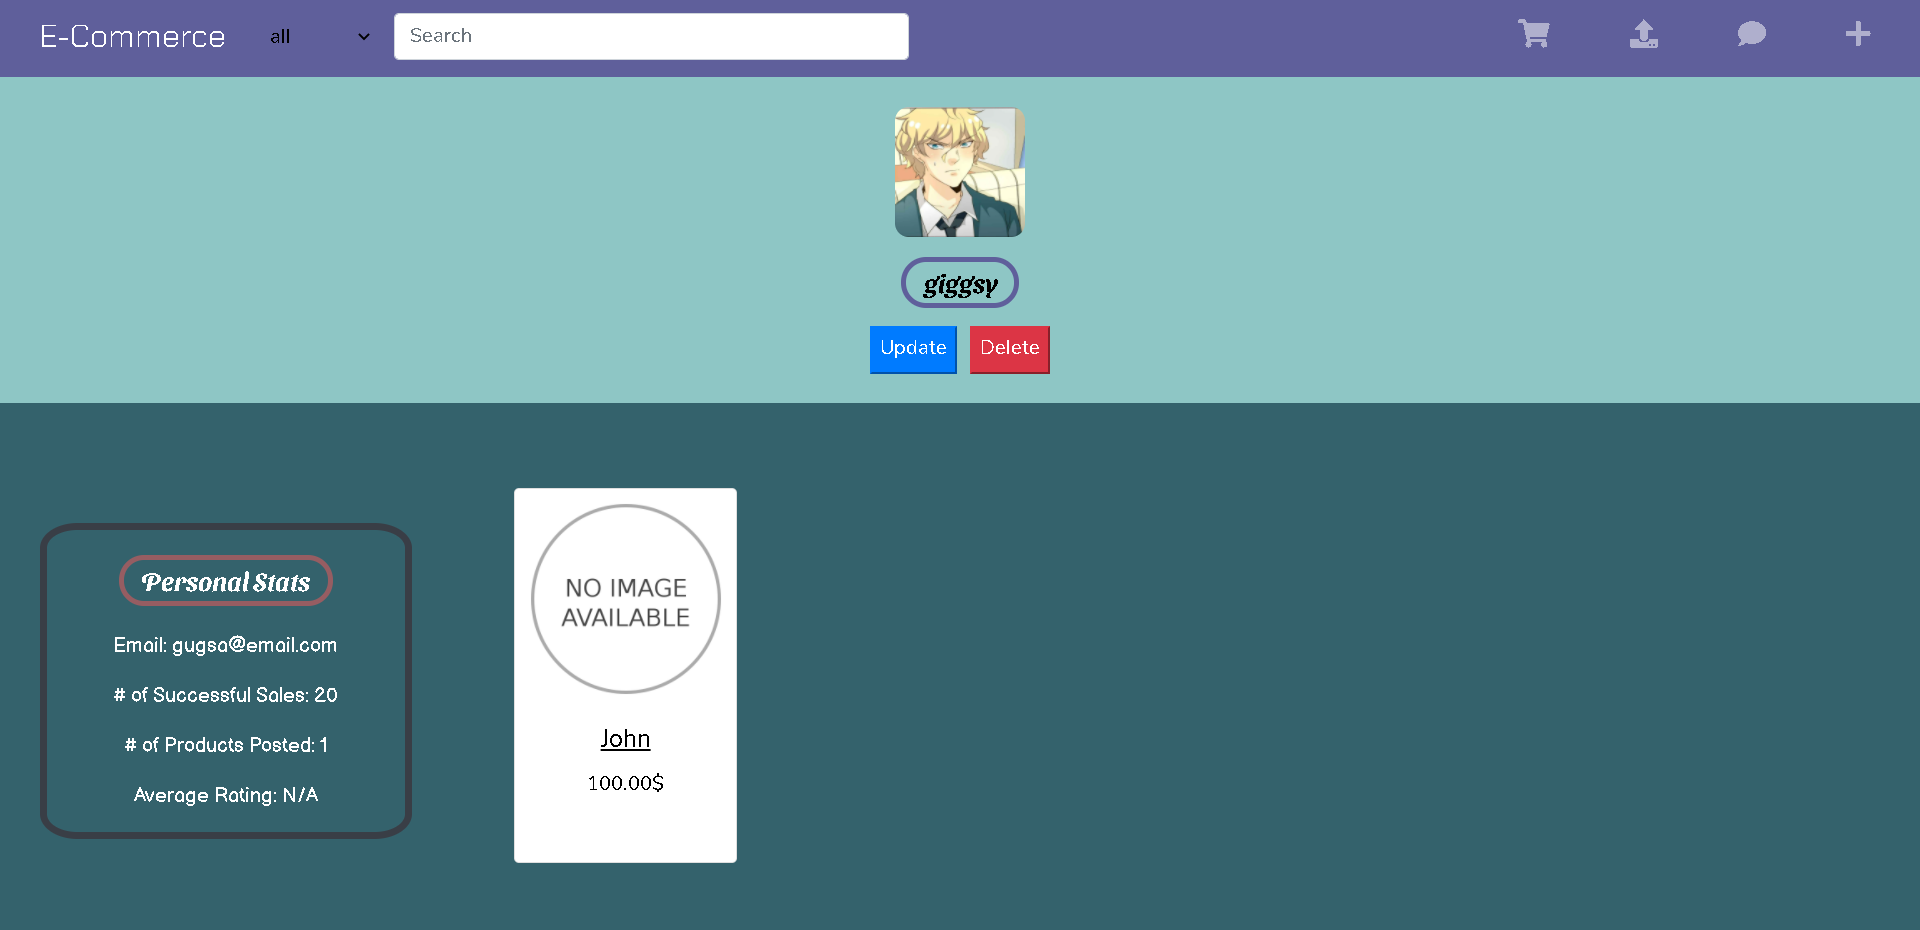 E-Commerce
all
Search
giggsy
Update
Delete
Personal Stats
Email: gugsa@email.com
# of Successful Sales: 20
# of Products Posted: 1
Average Rating: N/A
NO IMAGE
AVAILABLE
John
100.00$